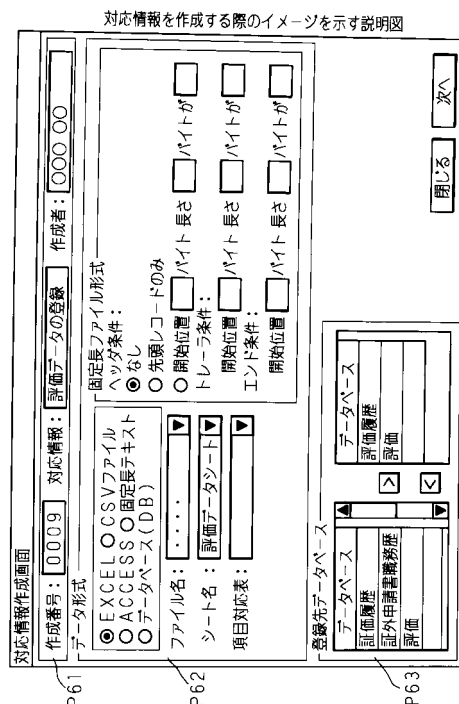 対応情報を作成する際のイメージを示す説明図
対応情報作成画面
作成番号： 0009 対応情報： 評価データの登録 作成者： 〇〇〇 〇〇
データ形式
◉EXCEL ○CSVファイル
○ACCESS ○固定長テキスト
○データベース(DB)
ファイル名： ・・・・・ ▼
シート名： 評価データシート ▼
項目対応表： ▼
固定長ファイル形式
ヘッダ条件：
◉なし
○先頭レコードのみ
○開始位置 バイト 長さ バイトが
トレーラ条件：
開始位置 バイト 長さ バイトが
エンド条件：
開始位置 バイト 長さ バイトが
登録先データベース
データベース
証価履歴
証外申請書職務歴
評価
>
<
データベース
評価履歴
評価
閉じる 次へ
P61
P62
P63